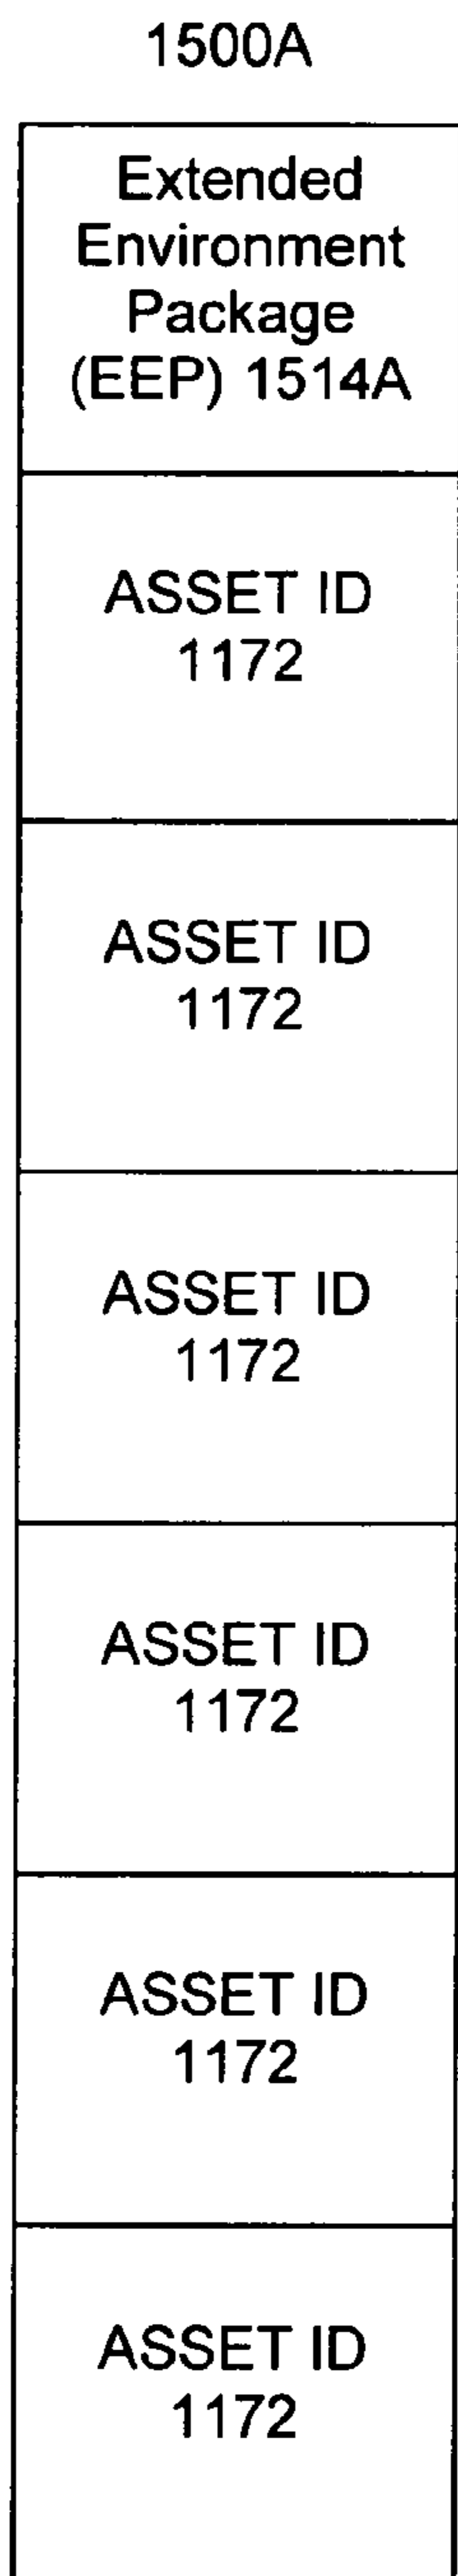 1500A
Extended
Environment
Package
(EEP) 1514A
ASSET ID
1172
ASSET ID
1172
ASSET ID
1172
ASSET ID
1172
ASSET ID
1172
ASSET ID
1172